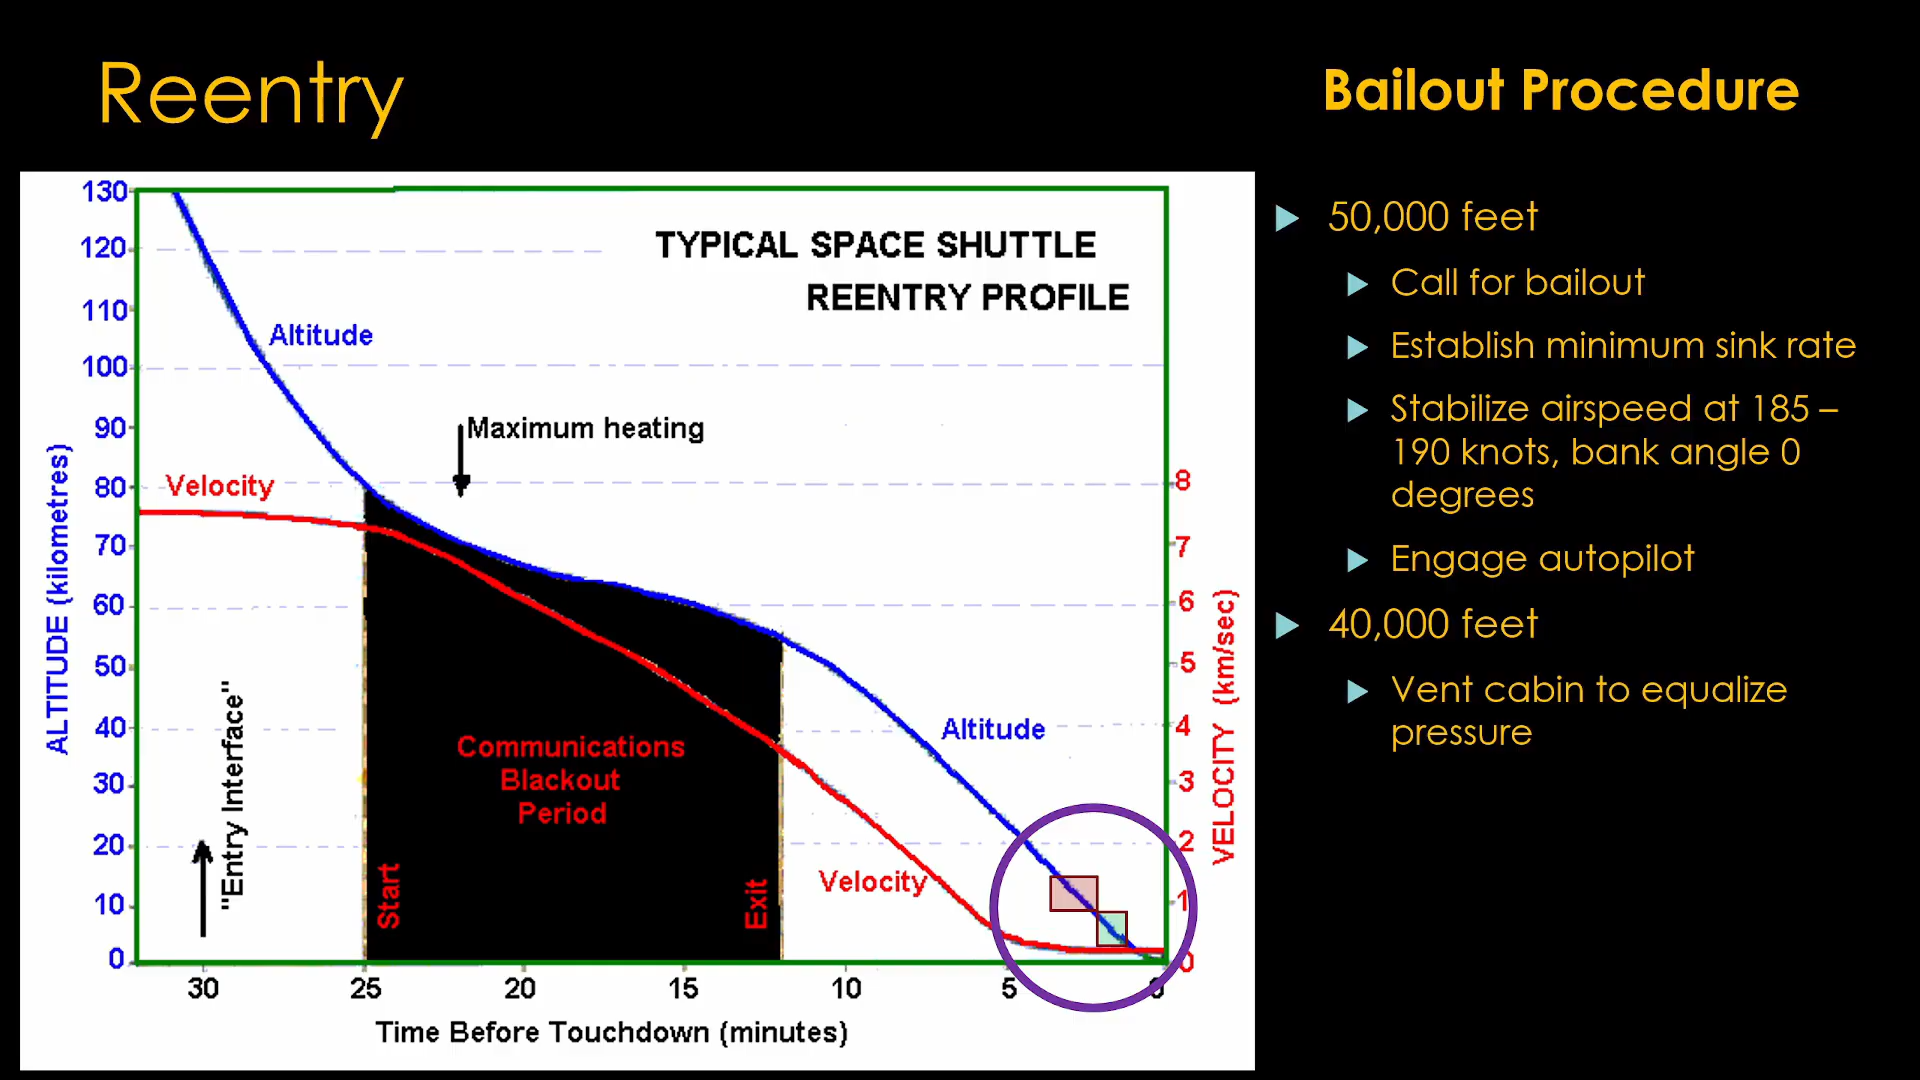 Reentry
Bailout Procedure
TYPICAL SPACE SHUTTLE
REENTRY PROFILE
ALTITUDE (kilometres)
130
120
110
100
90
80
70
60
50
40
30
20
10
0
Altitude
Maximum heating
Velocity
"Entry Interface"
Communications
Blackout
Period
Start
Exit
Altitude
Velocity
8
7
6
5
4
3
2
1
0
VELOCITY (km/sec)
30 25 20 15 10 5 0
Time Before Touchdown (minutes)
50,000 feet
Call for bailout
Establish minimum sink rate
Stabilize airspeed at 185 –
190 knots, bank angle 0
degrees
Engage autopilot
40,000 feet
Vent cabin to equalize
pressure